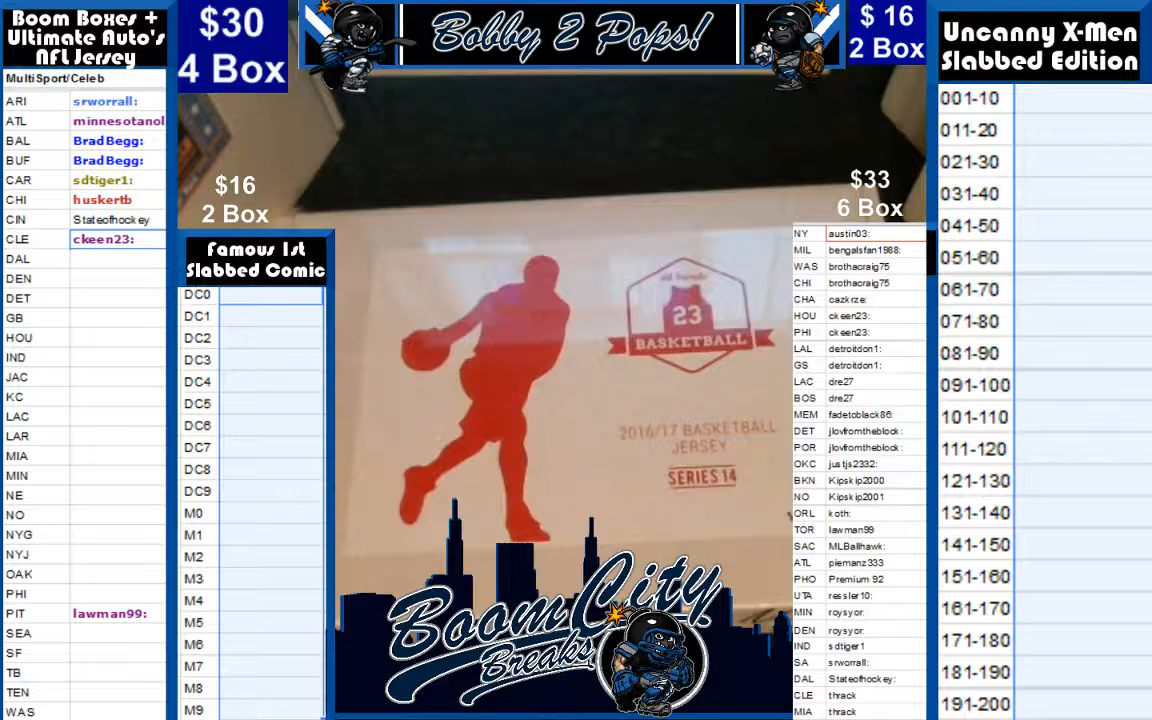 Boom Boxes +
Ultimate Auto's
NFL Jersey
MultiSport/Celeb
ARI srworrall:
ATL minnesotanol
BAL BradBegg:
BUF BradBegg:
CAR sdtiger1:
CHI huskertb
CIN Stateofhockey
CLE ckeen23:
DAL
DEN
DET
GB
HOU
IND
JAC
KC
LAC
LAR
MIA
MIN
NE
NO
NYG
NYJ
OAK
PHI
PIT lawman99:
SEA
SF
TB
TEN
WAS
$30
4 Box
$16
2 Box
Famous 1st
Slabbed Comic
DC0
DC1
DC2
DC3
DC4
DC5
DC6
DC7
DC8
DC9
M0
M1
M2
M3
M4
M5
M6
M7
M8
M9
Bobby 2 Pops!
23
BASKETBALL
2016/17 BASKETBALL
JERSEY
SERIES 14
Boom City
Breaks
$ 16
2 Box
$33
6 Box
NY austin03:
MIL bengalsfan1988:
WAS brothacraig75
CHI brothacraig75
CHA cazkrze:
HOU ckeen23:
PHI ckeen23:
LAL detroitdon1:
GS detroitdon1:
LAC dre27
BOS dre27
MEM fadetoblack86:
DET jlovfromtheblock:
POR jlovfromtheblock:
OKC justjs2332:
BKN Kipskip2000
NO Kipskip2001
ORL koth:
TOR lawman99
SAC MLBallhawk:
ATL piemanz333
PHO Premium 92
UTA ressler10:
MIN roysyor:
DEN roysyor:
IND sdtiger1
SA srworrall:
DAL Stateofhockey:
CLE thrack
MIA thrack
Uncanny X-Men
Slabbed Edition
001-10
011-20
021-30
031-40
041-50
051-60
061-70
071-80
081-90
091-100
101-110
111-120
121-130
131-140
141-150
151-160
161-170
171-180
181-190
191-200